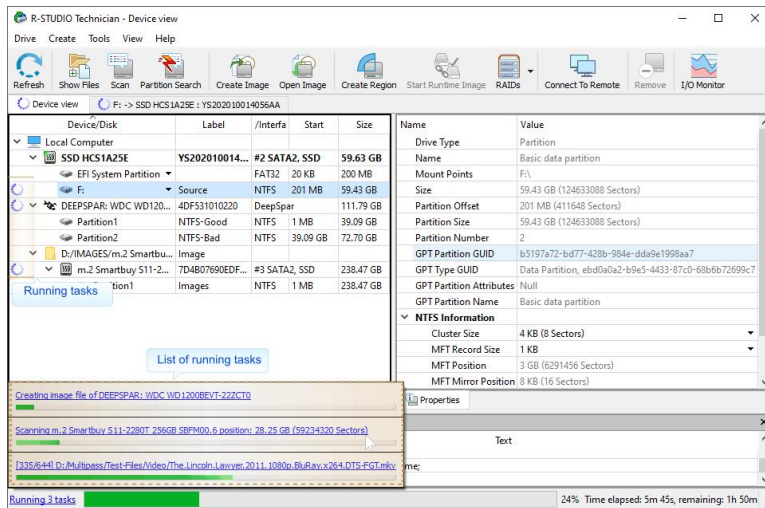 R-STUDIO Technician - Device view
Drive Create Tools View Help
Refresh Show Files Scan Partition Search Create Image Open Image Create Region Start Runtime Image RAIDs Connect To Remote Remove I/O Monitor
Device view F: -> SSD HCS1A25E : YS202010014056AA
Device/Disk Label /Interfa Start Size
Local Computer
SSD HCS1A25E YS202010014... #2 SATA2, SSD 59.63 GB
EFI System Partition FAT32 20 KB 200 MB
F: Source NTFS 201 MB 59.43 GB
DEEPSPAR: WDC WD120... 4DF531010220 DeepSpar 111.79 GB
Partition1 NTFS-Good NTFS 1 MB 39.09 GB
Partition2 NTFS-Bad NTFS 39.09 GB 72.70 GB
D:/IMAGES/m.2 Smartbu... Image
m.2 Smartbuy S11-2... 7D4B07690EDF... #3 SATA2, SSD 238.47 GB
tion1 Images NTFS 1 MB 238.47 GB
Running tasks
List of running tasks
Creating image file of DEEPSPAR: WDC WD1200BEVT-22ZCT0
Scanning m.2 Smartbuy S11-2280T 256GB SBFM00.6 position: 28.25 GB (59234320 Sectors)
[335/644] D:/Multipass/Test-Files/Video/The.Lincoln.Lawyer.2011.1080p.BluRay.x264.DTS-FGT.mkv
Name Value
Drive Type Partition
Name Basic data partition
Mount Points F:\
Size 59.43 GB (124633088 Sectors)
Partition Offset 201 MB (411648 Sectors)
Partition Size 59.43 GB (124633088 Sectors)
Partition Number 2
GPT Partition GUID b5197a72-bd77-428b-984e-dda9e1998aa7
GPT Type GUID Data Partition, ebd0a0a2-b9e5-4433-87c0-68b6b72699c7
GPT Partition Attributes Null
GPT Partition Name Basic data partition
NTFS Information
Cluster Size 4 KB (8 Sectors)
MFT Record Size 1 KB
MFT Position 3 GB (6291456 Sectors)
MFT Mirror Position 8 KB (16 Sectors)
Properties
Text
me;
Running 3 tasks 24% Time elapsed: 5m 45s, remaining: 1h 50m